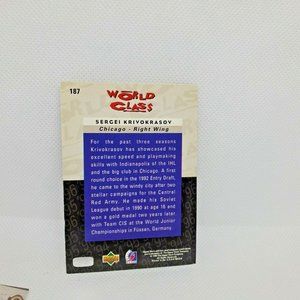 187
WORLD
CLASS
SERGEI KRIVOKRASOV
Chicago - Right Wing
For the past three seasons
Krivokrasov has showcased his
excellent speed and playmaking
skills with Indianapolis of the IHL
and the big club in Chicago. A first
round choice in the 1992 Entry Draft,
he came to the windy city after two
stellar campaigns for the Central
Red Army. He made his Soviet
League debut in 1990 at age 16 and
won a gold medal two years later
with Team CIS at the World Junior
Championships in Füssen, Germany